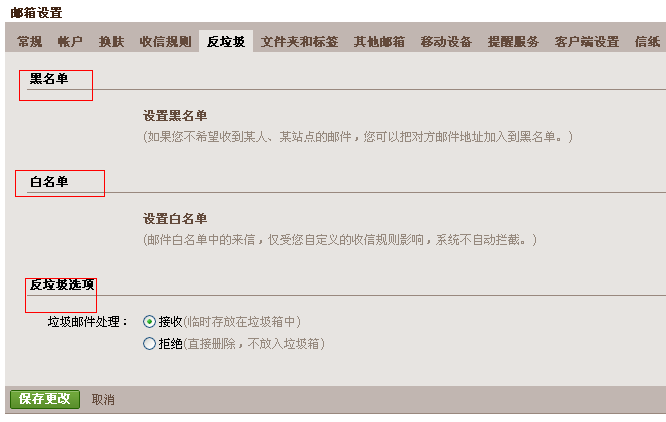 邮箱设置
常规 帐户 换肤 收信规则 反垃圾 文件夹和标签 其他邮箱 移动设备 提醒服务 客户端设置 信纸
黑名单
设置黑名单
(如果您不希望收到某人、某站点的邮件，您可以把对方邮件地址加入到黑名单。)
白名单
设置白名单
(邮件白名单中的来信，仅受您自定义的收信规则影响，系统不自动拦截。)
反垃圾选项
垃圾邮件处理： 接收(临时存放在垃圾箱中)
拒绝(直接删除，不放入垃圾箱)
保存更改 取消